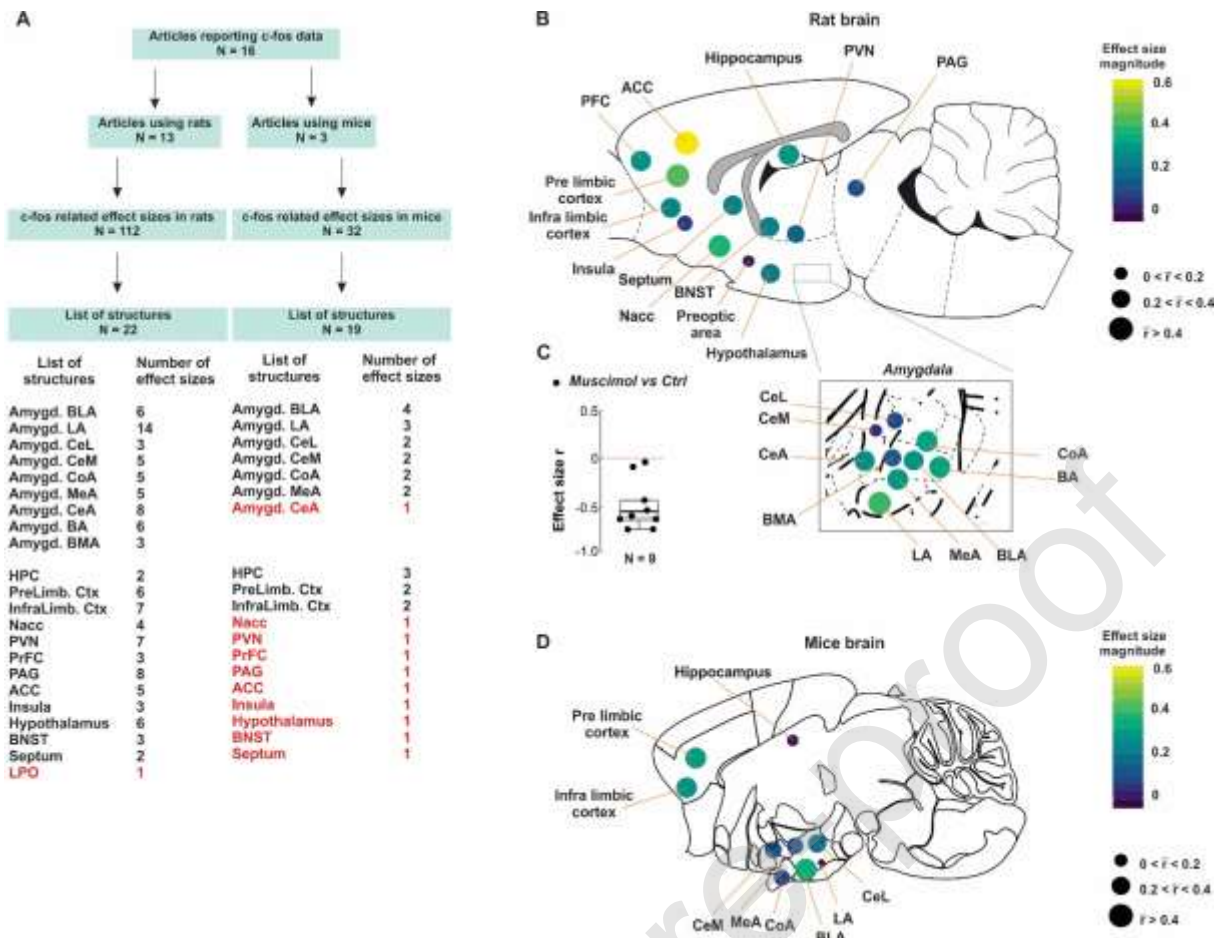 A
Articles reporting c-fos data
N = 16
Articles using rats
N = 13
Articles using mice
N = 3
c-fos related effect sizes in rats
N = 112
c-fos related effect sizes in mice
N = 32
List of structures
N = 22
List of structures
N = 19
List of structures
Number of effect sizes
List of structures
Number of effect sizes
Amygd. BLA 6 Amygd. BLA 4
Amygd. LA 14 Amygd. LA 3
Amygd. CeL 3 Amygd. CeL 2
Amygd. CeM 5 Amygd. CeM 2
Amygd. CoA 5 Amygd. CoA 2
Amygd. MeA 5 Amygd. MeA 2
Amygd. CeA 8 Amygd. CeA 1
Amygd. BA 6
Amygd. BMA 3
HPC 2 HPC 3
PreLimb. Ctx 6 PreLimb. Ctx 2
InfraLimb. Ctx 7 InfraLimb. Ctx 2
Nacc 4 Nacc 1
PVN 7 PVN 1
PrFC 3 PrFC 1
PAG 8 PAG 1
ACC 5 ACC 1
Insula 3 Insula 1
Hypothalamus 6 Hypothalamus 1
BNST 3 BNST 1
Septum 2 Septum 1
LPO 1
B
Rat brain
Hippocampus
PVN
PAG
ACC
PFC
Pre limbic
cortex
Infra limbic
cortex
Insula
Septum
BNST
Nacc
Preoptic
area
Hypothalamus
Effect size
magnitude
0.6
0.4
0.2
0
0 < r̄ < 0.2
0.2 < r̄ < 0.4
r̄ > 0.4
C
Muscimol vs Ctrl
Effect size r
0.5
0
-0.5
-1.0
N = 9
Amygdala
CeL
CeM
CeA
CoA
BA
BMA
LA
MeA
BLA
D
Mice brain
Hippocampus
Pre limbic
cortex
Infra limbic
cortex
CeM
MeA
CoA
BLA
LA
CeL
Effect size
magnitude
0.6
0.4
0.2
0
0 < r̄ < 0.2
0.2 < r̄ < 0.4
r̄ > 0.4